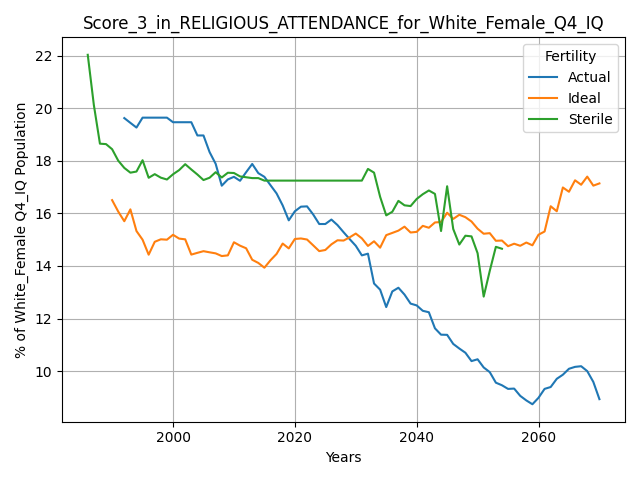 Score_3_in_RELIGIOUS_ATTENDANCE_for_White_Female_Q4_IQ
Fertility
Actual
Ideal
Sterile
% of White_Female Q4_IQ Population
22
20
18
16
14
12
10
2000
2020
2040
2060
Years